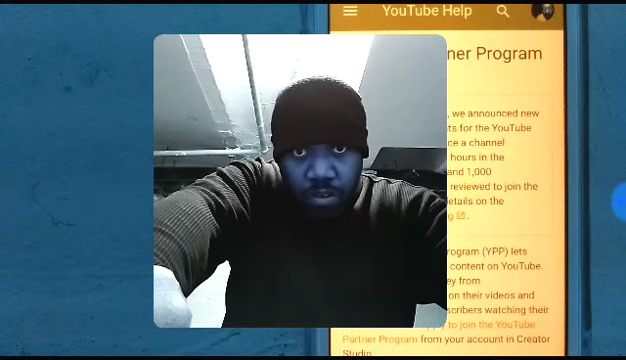 YouTube Help
ner Program
, we announced new
ts for the YouTube
ce a channel
hours in the
and 1,000
reviewed to join the
etails on the
g
rogram (YPP) lets
content on YouTube.
ey from
on their videos and
scribers watching their
to join the YouTube
Partner Program from your account in Creator
Studio